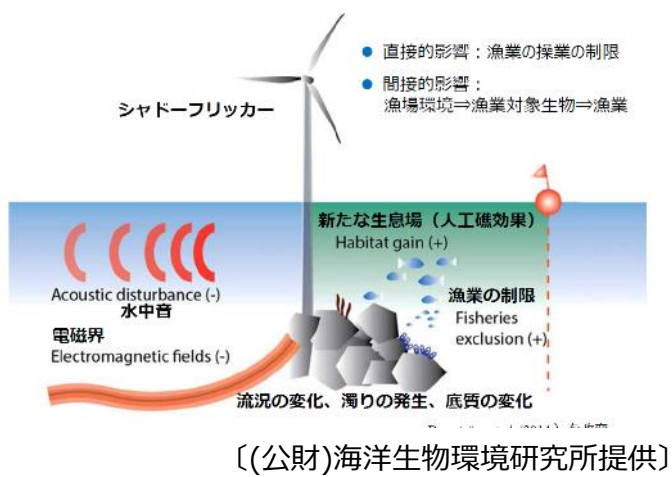 ● 直接的影響：漁業の操業の制限
● 間接的影響：
漁場環境⇒漁業対象生物⇒漁業
シャドーフリッカー
新たな生息場（人工礁効果）
Habitat gain (+)
Acoustic disturbance (-)
水中音
電磁界
Electromagnetic fields (-)
漁業の制限
Fisheries
exclusion (+)
流況の変化、濁りの発生、底質の変化
〔(公財)海洋生物環境研究所提供〕